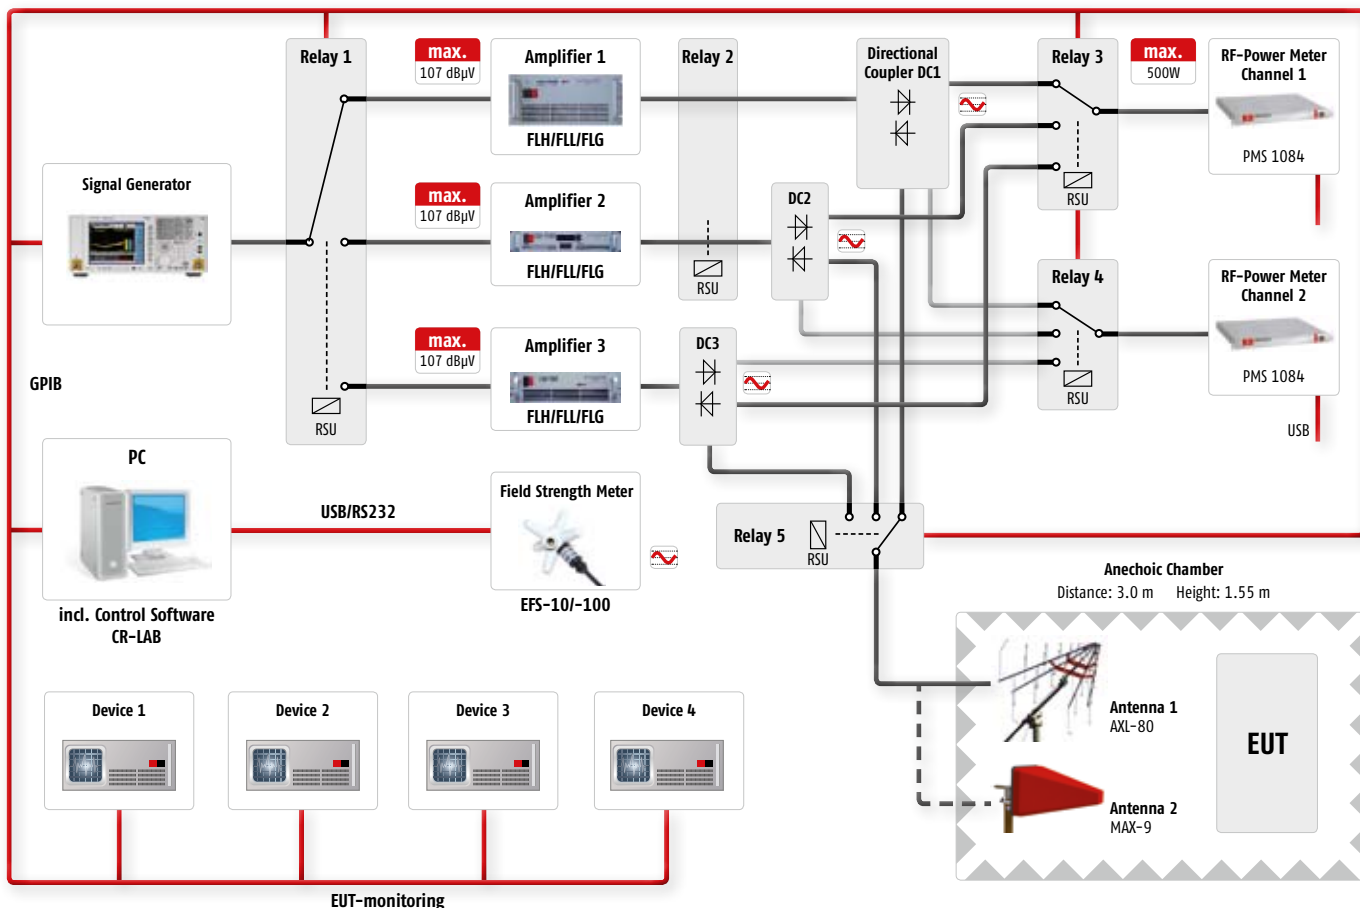 Relay 1
max.
107 dBµV
Amplifier 1
FLH/FLL/FLG
Relay 2
Directional
Coupler DC1
Relay 3
max.
500W
RF-Power Meter
Channel 1
PMS 1084
Signal Generator
max.
107 dBµV
Amplifier 2
FLH/FLL/FLG
RSU
DC2
RSU
Relay 4
RF-Power Meter
Channel 2
PMS 1084
RSU
USB
GPIB
RSU
max.
107 dBµV
Amplifier 3
FLH/FLL/FLG
DC3
PC
incl. Control Software
CR-LAB
USB/RS232
Field Strength Meter
EFS-10/-100
Relay 5
RSU
Anechoic Chamber
Distance: 3.0 m Height: 1.55 m
Antenna 1
AXL-80
Antenna 2
MAX-9
EUT
Device 1
Device 2
Device 3
Device 4
EUT-monitoring